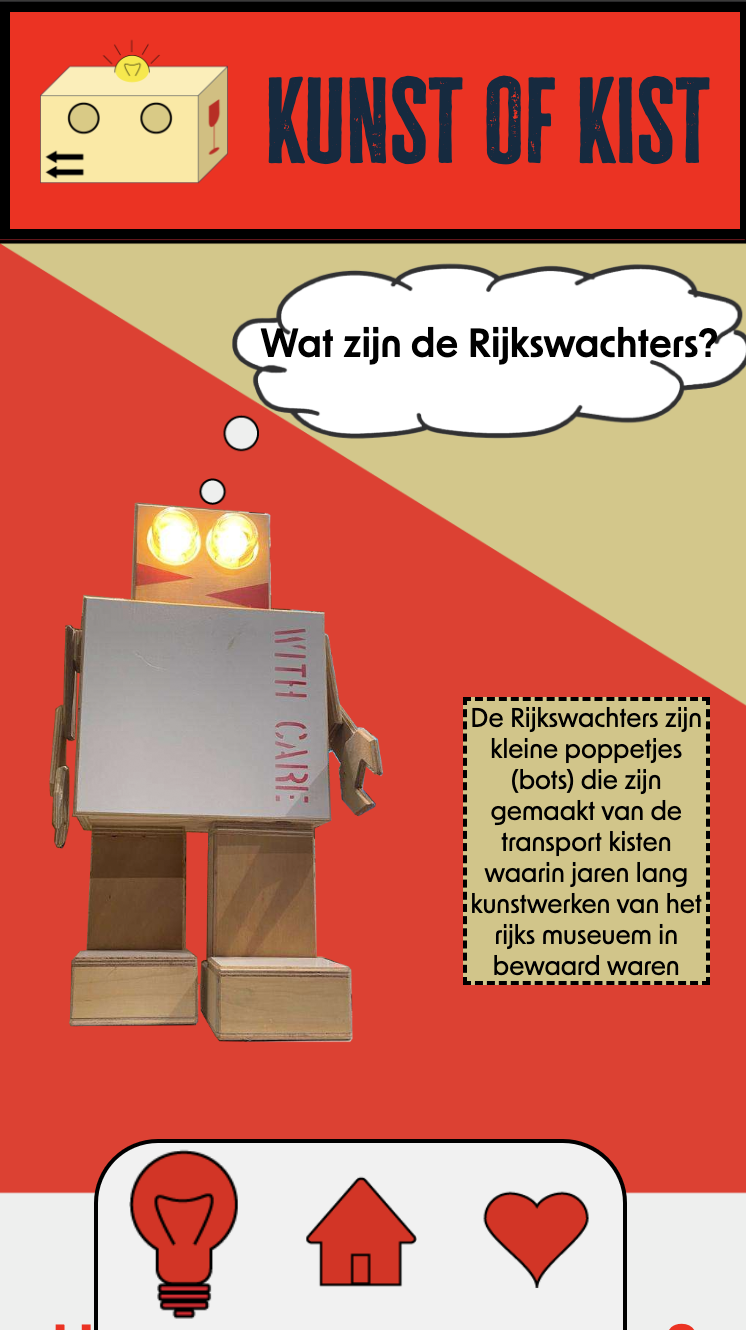 KUNST OF KIST
Wat zijn de Rijkswachters?
WITH CARE
De Rijkswachters zijn
kleine poppetjes
(bots) die zijn
gemaakt van de
transport kisten
waarin jaren lang
kunstwerken van het
rijks museuem in
bewaard waren